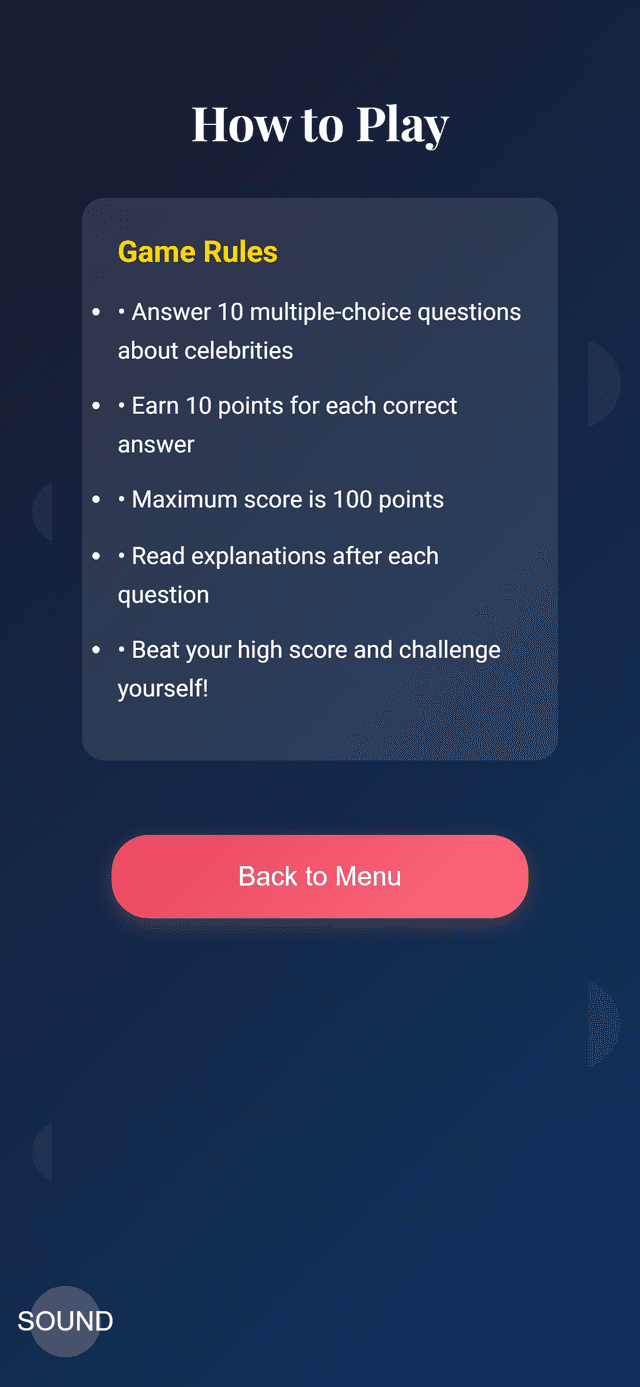 How to Play
Game Rules
• • Answer 10 multiple-choice questions
about celebrities
• • Earn 10 points for each correct
answer
• • Maximum score is 100 points
• • Read explanations after each
question
• • Beat your high score and challenge
yourself!
Back to Menu
SOUND